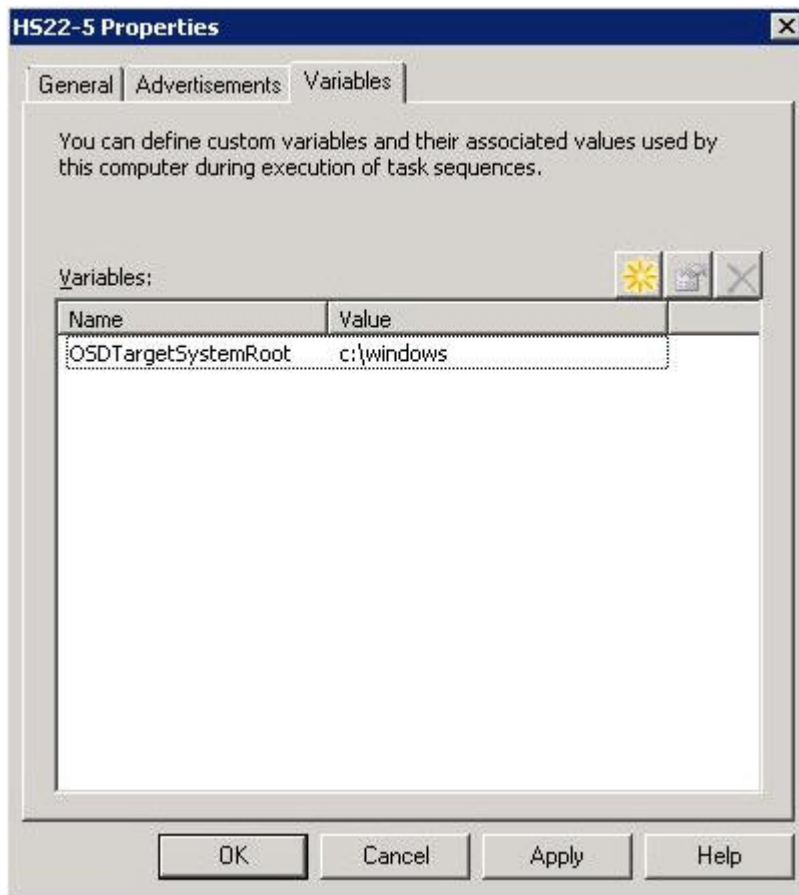 HS22-5 Properties
General
Advertisements
Variables
You can define custom variables and their associated values used by
this computer during execution of task sequences.
Variables:
Name Value
OSDTargetSystemRoot c:\windows
OK Cancel Apply Help